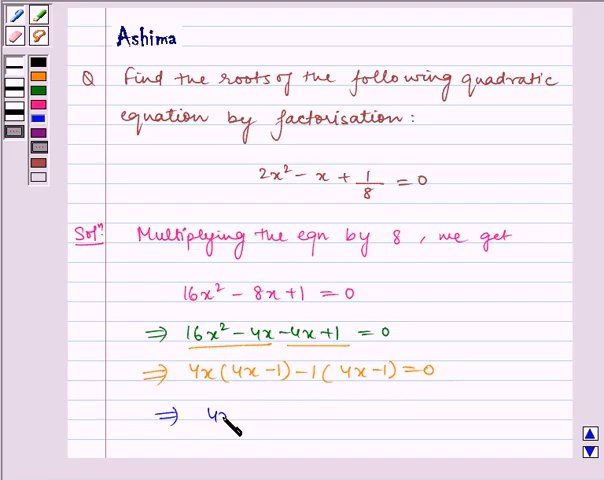 Ashima
Q Find the roots of the following quadratic
equation by factorisation:
2x² - x + 1/8 = 0
Solⁿ: Multiplying the eqn by 8, we get
16x² - 8x + 1 = 0
⇒ 16x² - 4x - 4x + 1 = 0
⇒ 4x(4x - 1) - 1(4x - 1) = 0
⇒ 4x